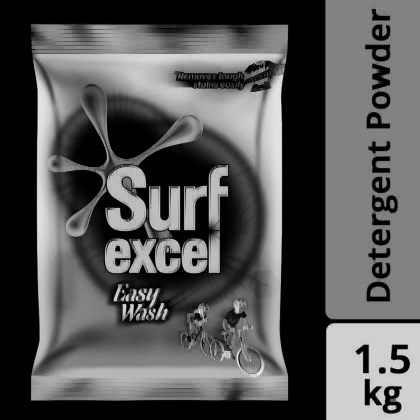 "Removes tough
stains easily
Surf
excel
Easy
Wash
Detergent Powder
1.5
kg